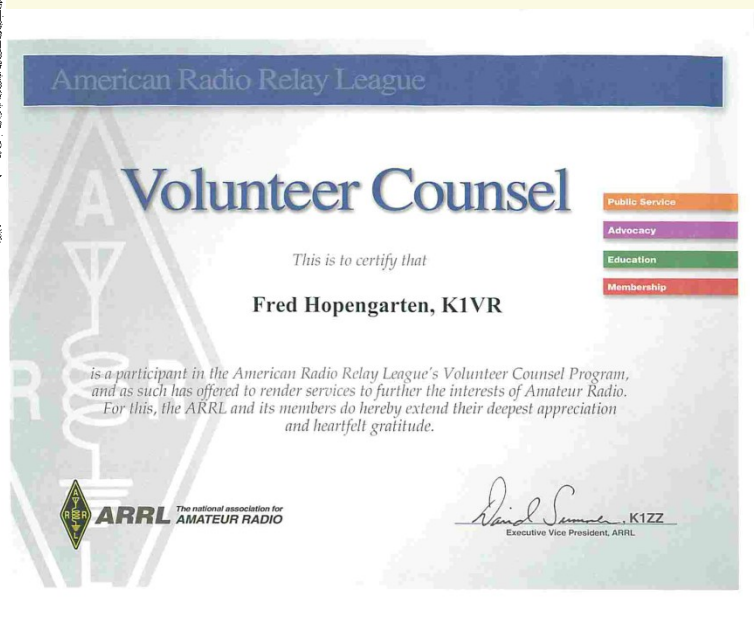 American Radio Relay League
Volunteer Counsel
Public Service
Advocacy
Education
Membership
This is to certify that
Fred Hopengarten, K1VR
is a participant in the American Radio Relay League's Volunteer Counsel Program,
and as such has offered to render services to further the interests of Amateur Radio.
For this, the ARRL and its members do hereby extend their deepest appreciation
and heartfelt gratitude.
A
R R
L
ARRL The national association for
AMATEUR RADIO
David Sumner, K1ZZ
Executive Vice President, ARRL